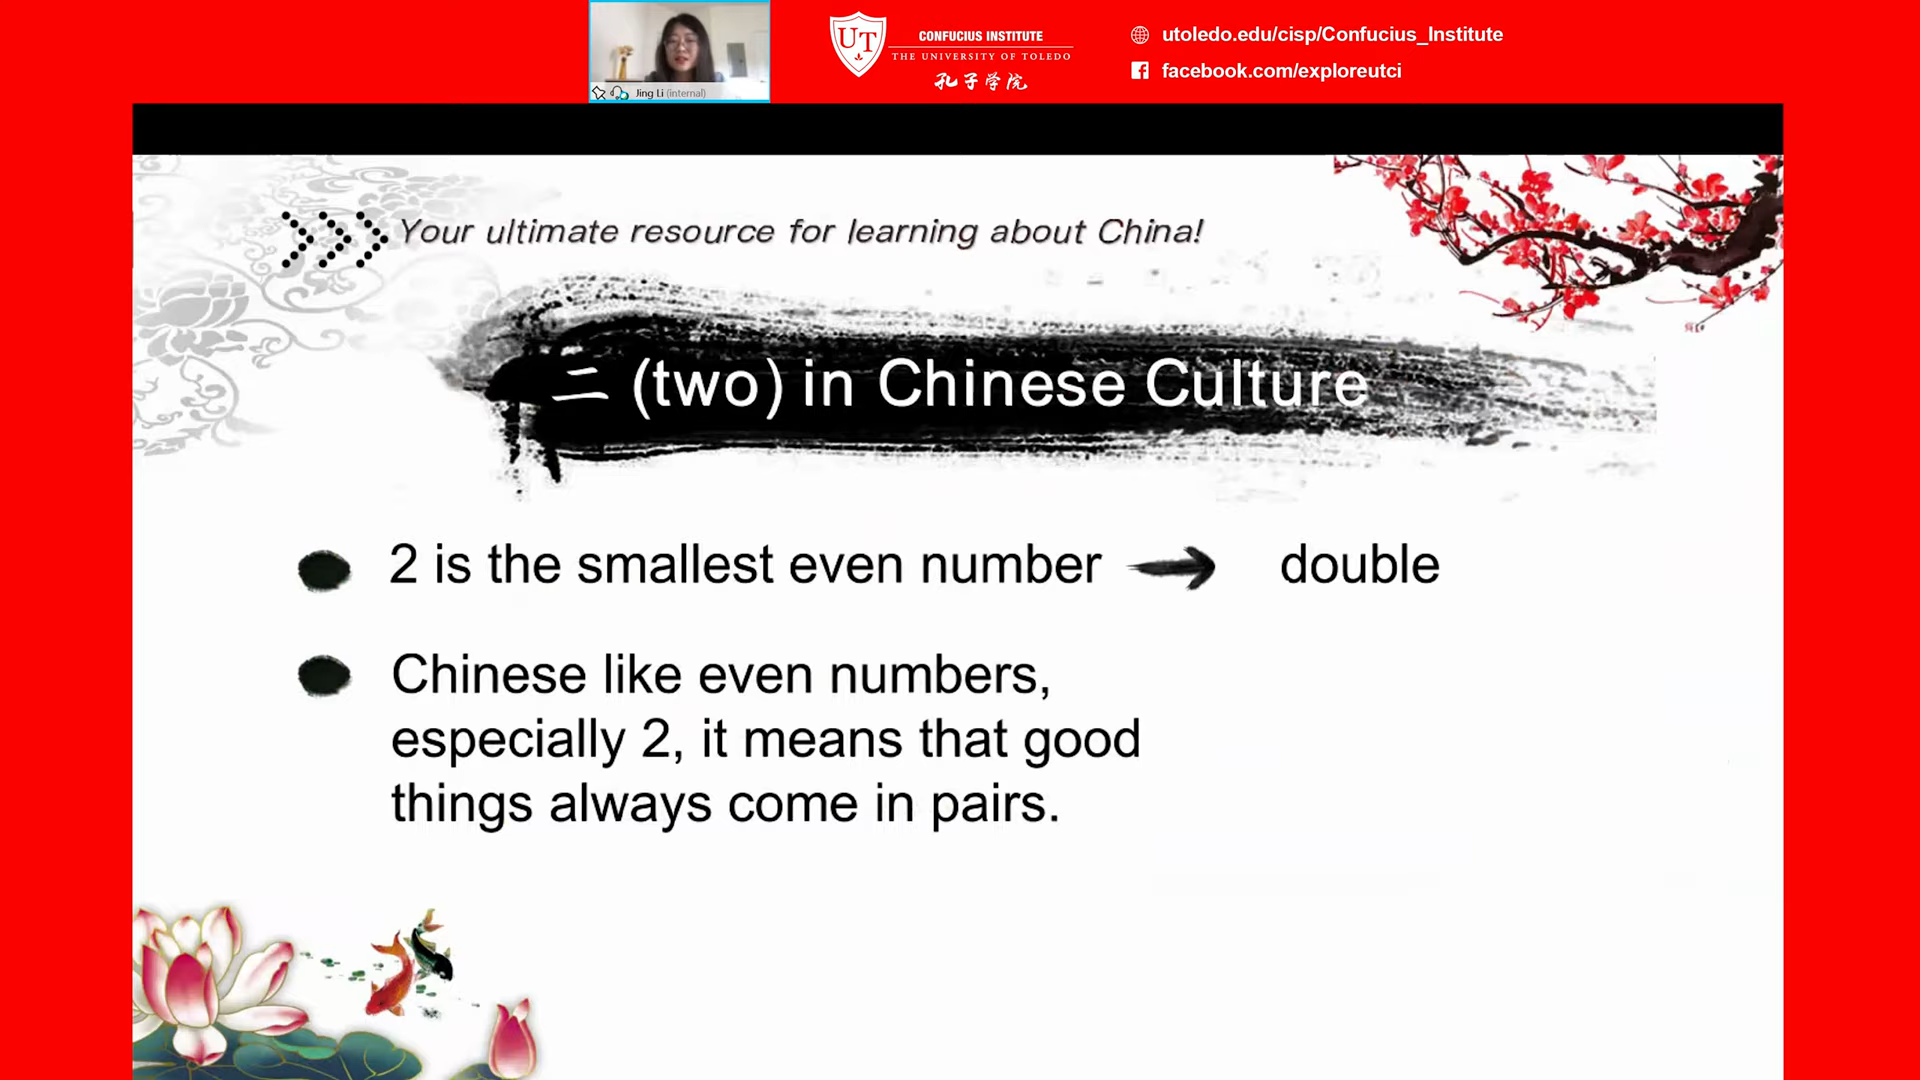 Jing Li (internal)
UT
CONFUCIUS INSTITUTE
THE UNIVERSITY OF TOLEDO
孔子学院
utoledo.edu/cisp/Confucius_Institute
facebook.com/exploreutci
Your ultimate resource for learning about China!
二 (two) in Chinese Culture
2 is the smallest even number → double
Chinese like even numbers,
especially 2, it means that good
things always come in pairs.